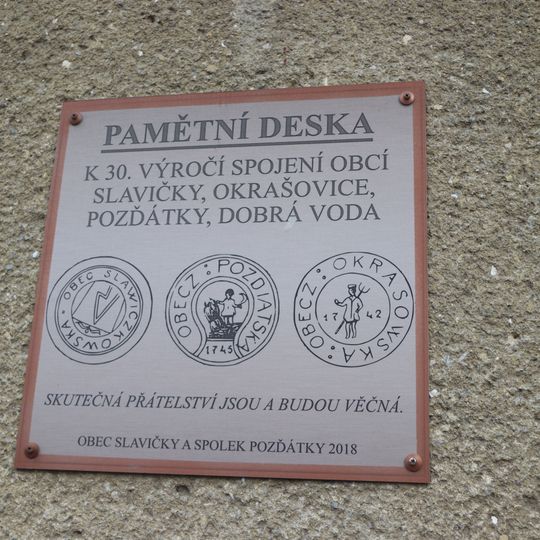 PAMĚTNÍ DESKA
K 30. VÝROČÍ SPOJENÍ OBCÍ
SLAVIČKY, OKRAŠOVICE,
POZĎÁTKY, DOBRÁ VODA
OBEC SLAWICZKOWSKA
OBECZ : POZDIATSKA
1745
OBECZ : OKRASOWSKA
1742
SKUTEČNÁ PŘÁTELSTVÍ JSOU A BUDOU VĚČNÁ.
OBEC SLAVIČKY A SPOLEK POZĎÁTKY 2018